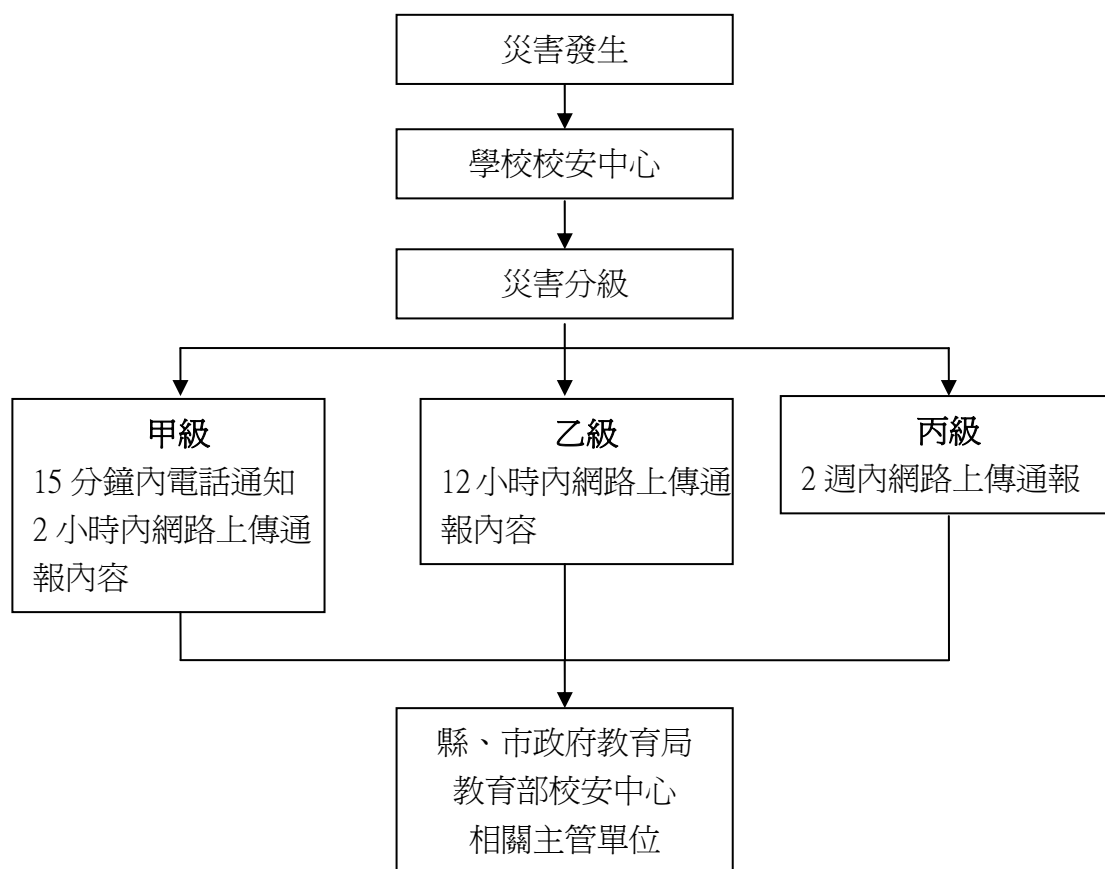 災害發生
學校校安中心
災害分級
甲級
15 分鐘內電話通知
2 小時內網路上傳通
報內容
乙級
12 小時內網路上傳通
報內容
丙級
2 週內網路上傳通報
縣、市政府教育局
教育部校安中心
相關主管單位